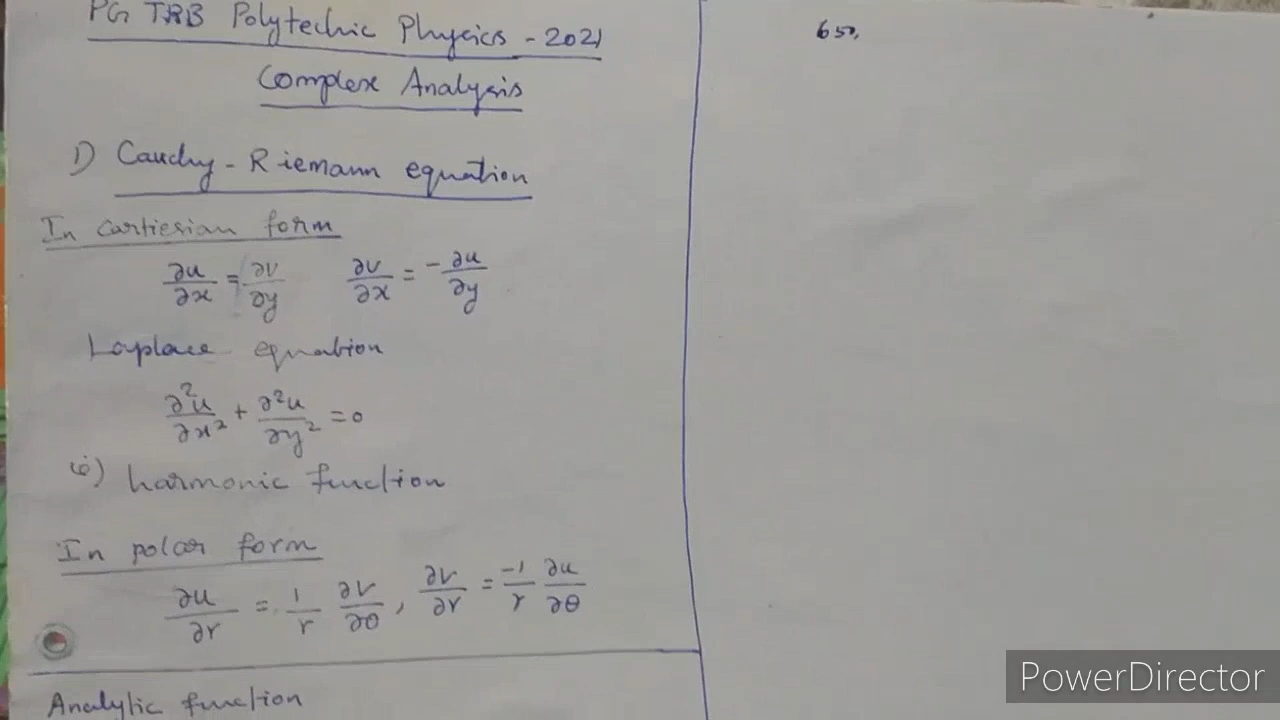 PG TRB Polytechic Physics - 2021
Complex Analysis
1) Cauchy - Riemann equation
In cartiesian form
∂u/∂x = ∂v/∂y   ∂v/∂x = -∂u/∂y
Laplace equation
∂²u/∂x² + ∂²u/∂y² = 0
(i) harmonic function
In polar form
∂u/∂r = 1/r ∂v/∂θ, ∂v/∂r = -1/r ∂u/∂θ
Analytic function
PowerDirector